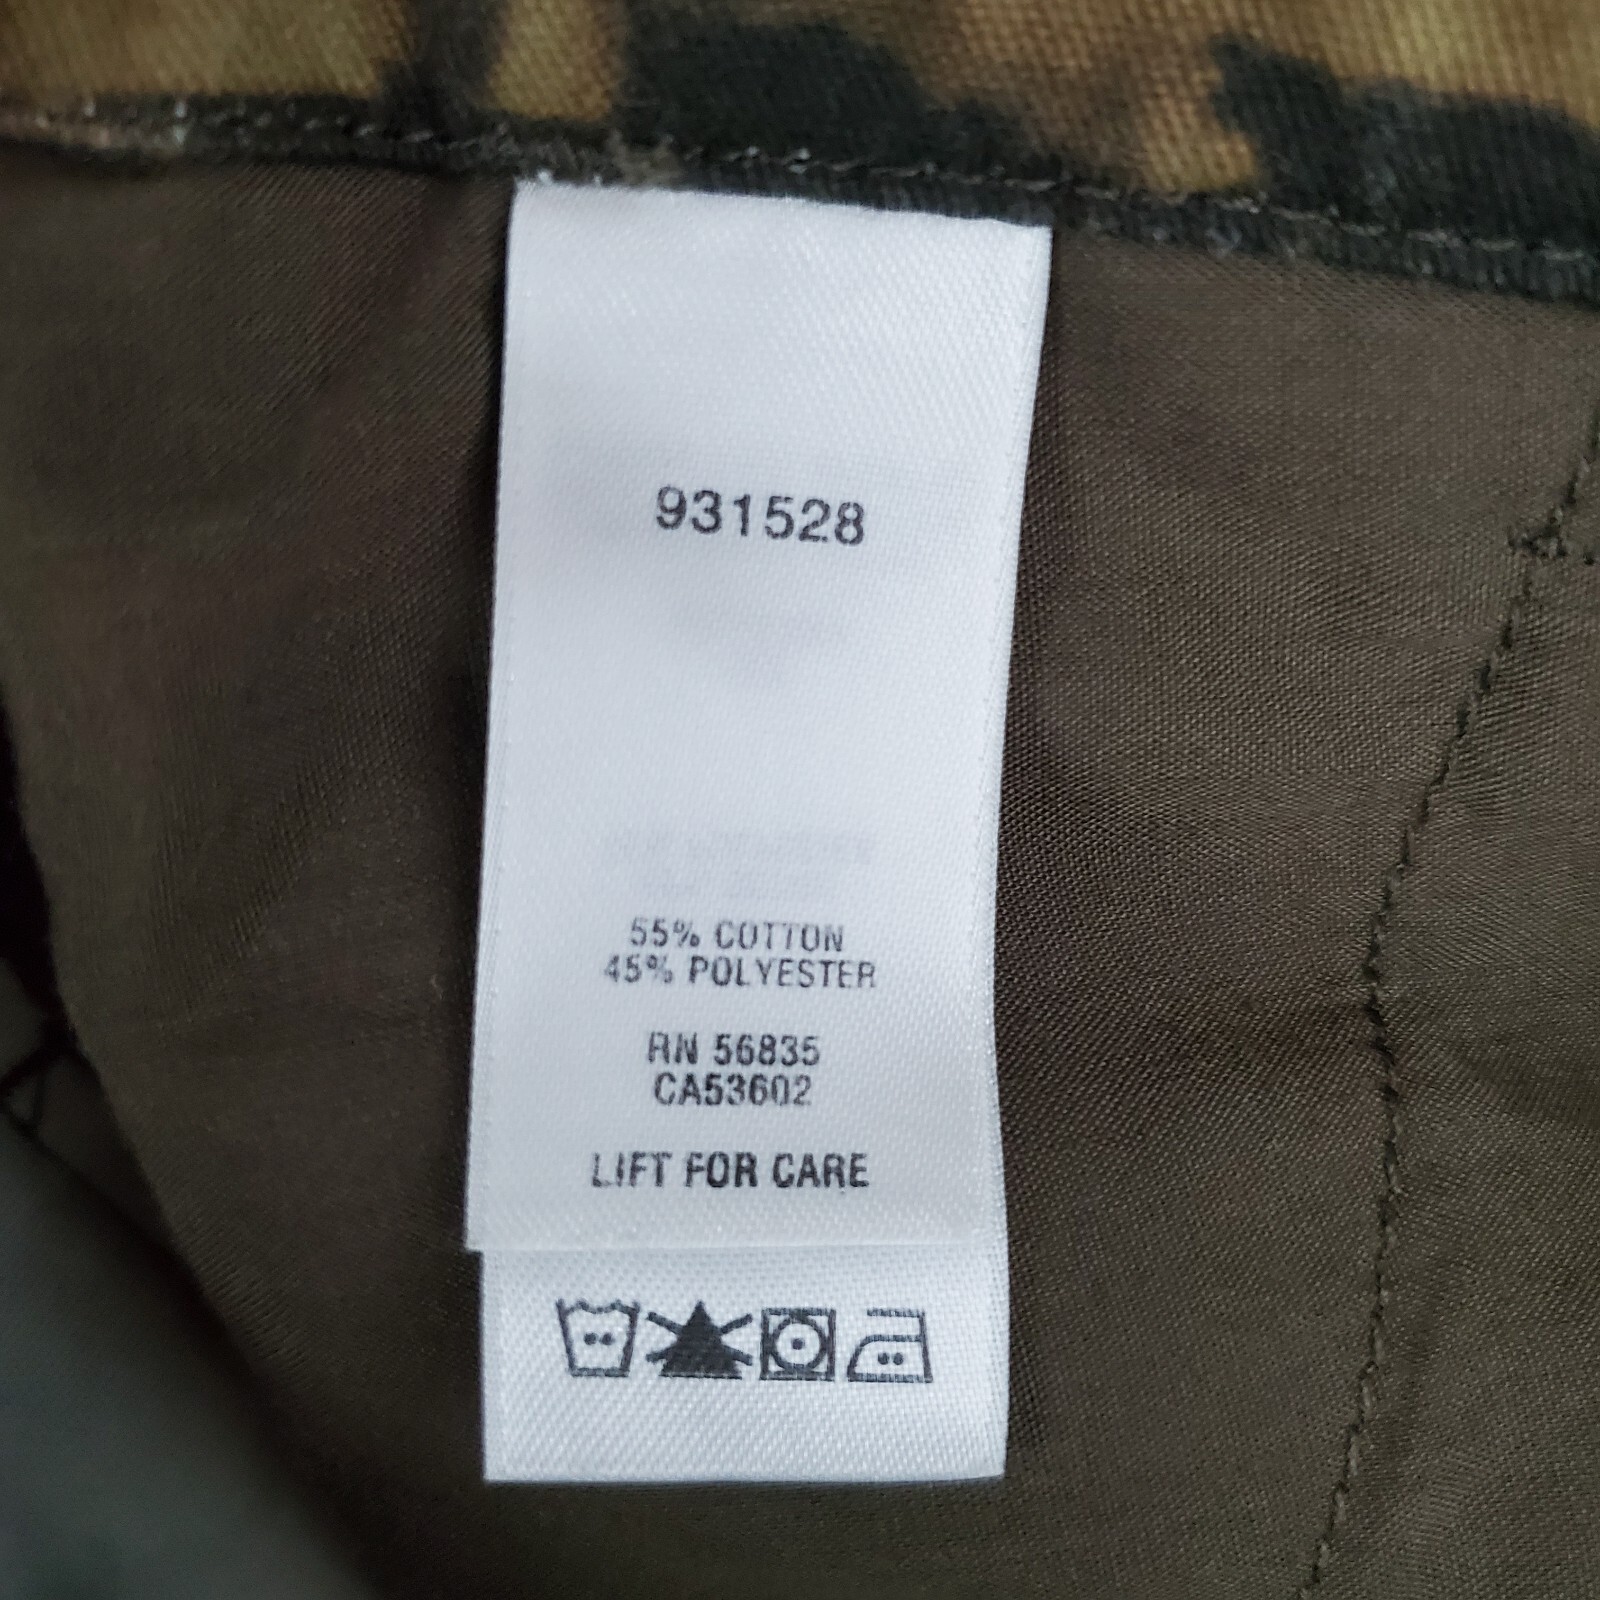 931528
55% COTTON
45% POLYESTER
RN 56835
CA53602
LIFT FOR CARE